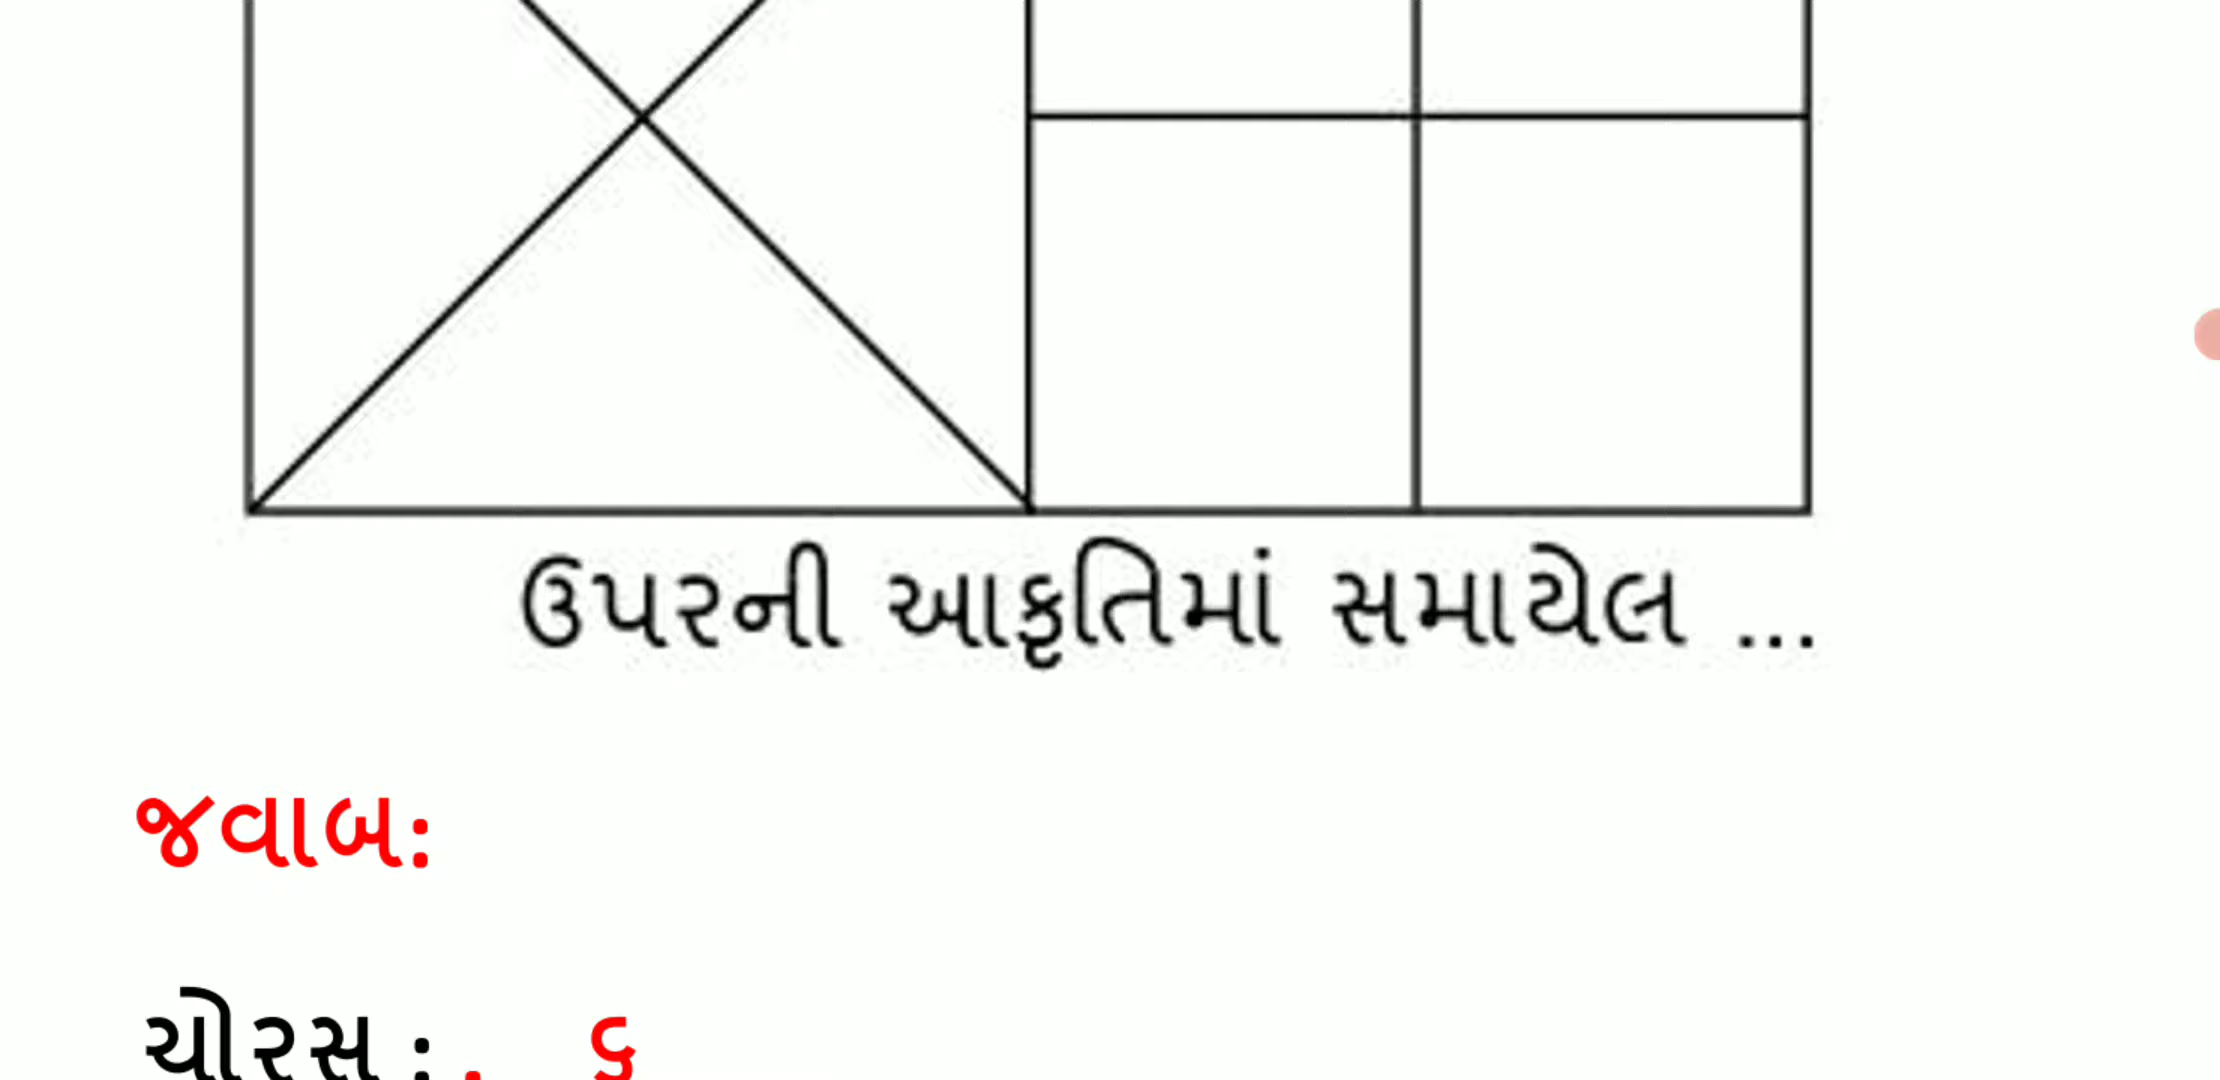 ઉપરની આકૃતિમાં સમાયેલ ...
જવાબ:
ચોરસ :. ૬